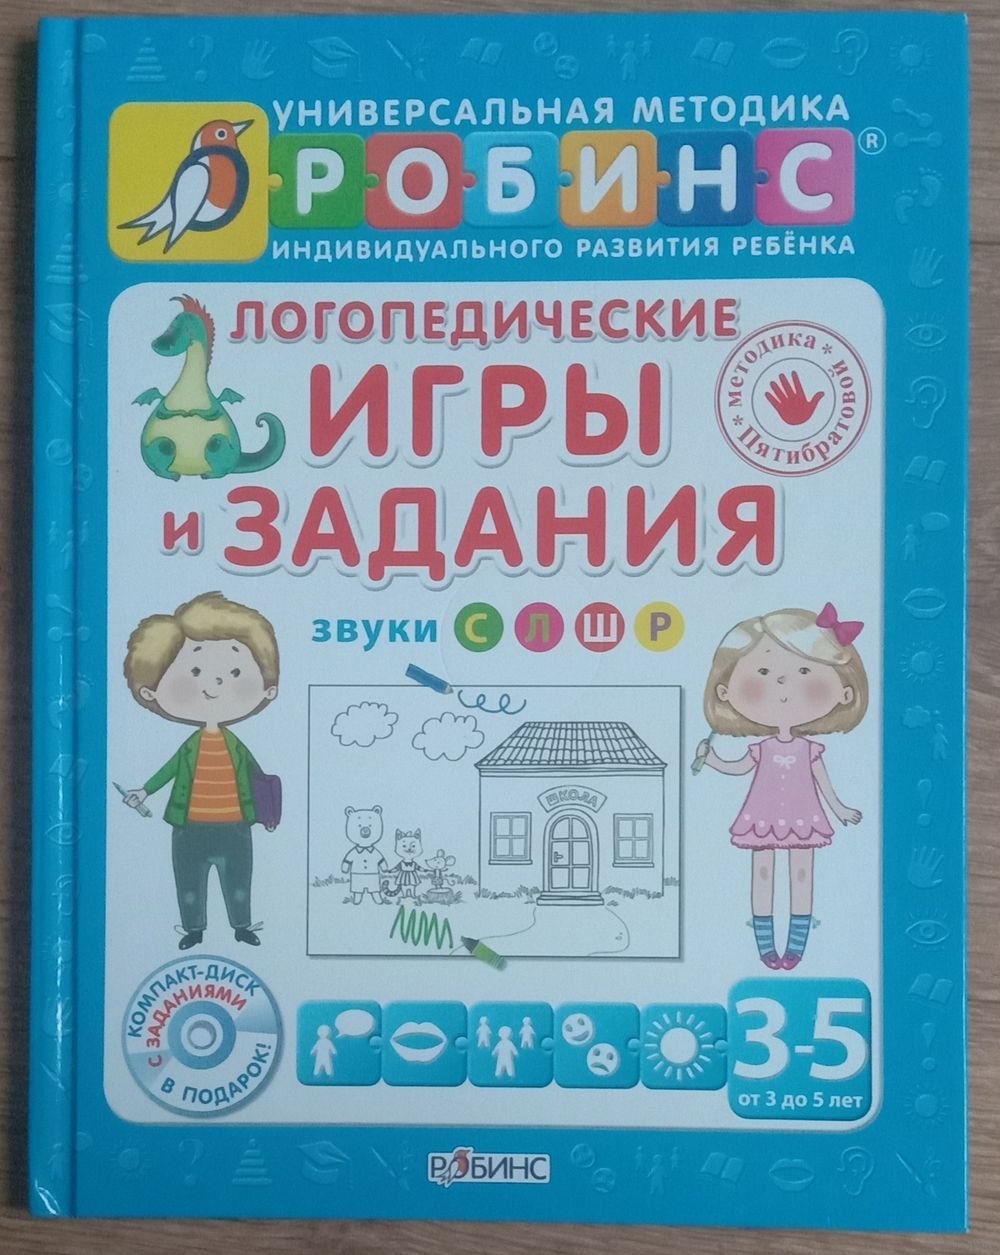 УНИВЕРСАЛЬНАЯ МЕТОДИКА
РОБИНС®
ИНДИВИДУАЛЬНОГО РАЗВИТИЯ РЕБЁНКА
ЛОГОПЕДИЧЕСКИЕ
ИГРЫ
и ЗАДАНИЯ
* методика *
Пятибратовой
звуки С Л Ш Р
ШКОЛА
КОМПАКТ-ДИСК
С ЗАДАНИЯМИ
В ПОДАРОК!
3-5
от 3 до 5 лет
РОБИНС